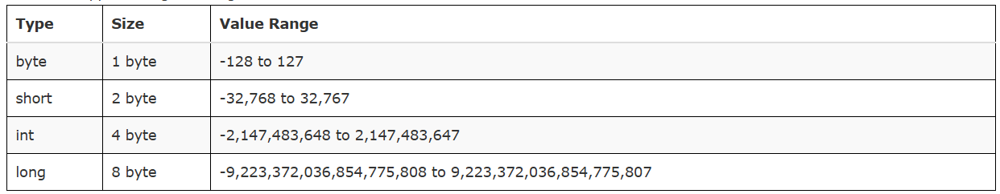 Type Size Value Range
byte 1 byte -128 to 127
short 2 byte -32,768 to 32,767
int 4 byte -2,147,483,648 to 2,147,483,647
long 8 byte -9,223,372,036,854,775,808 to 9,223,372,036,854,775,807